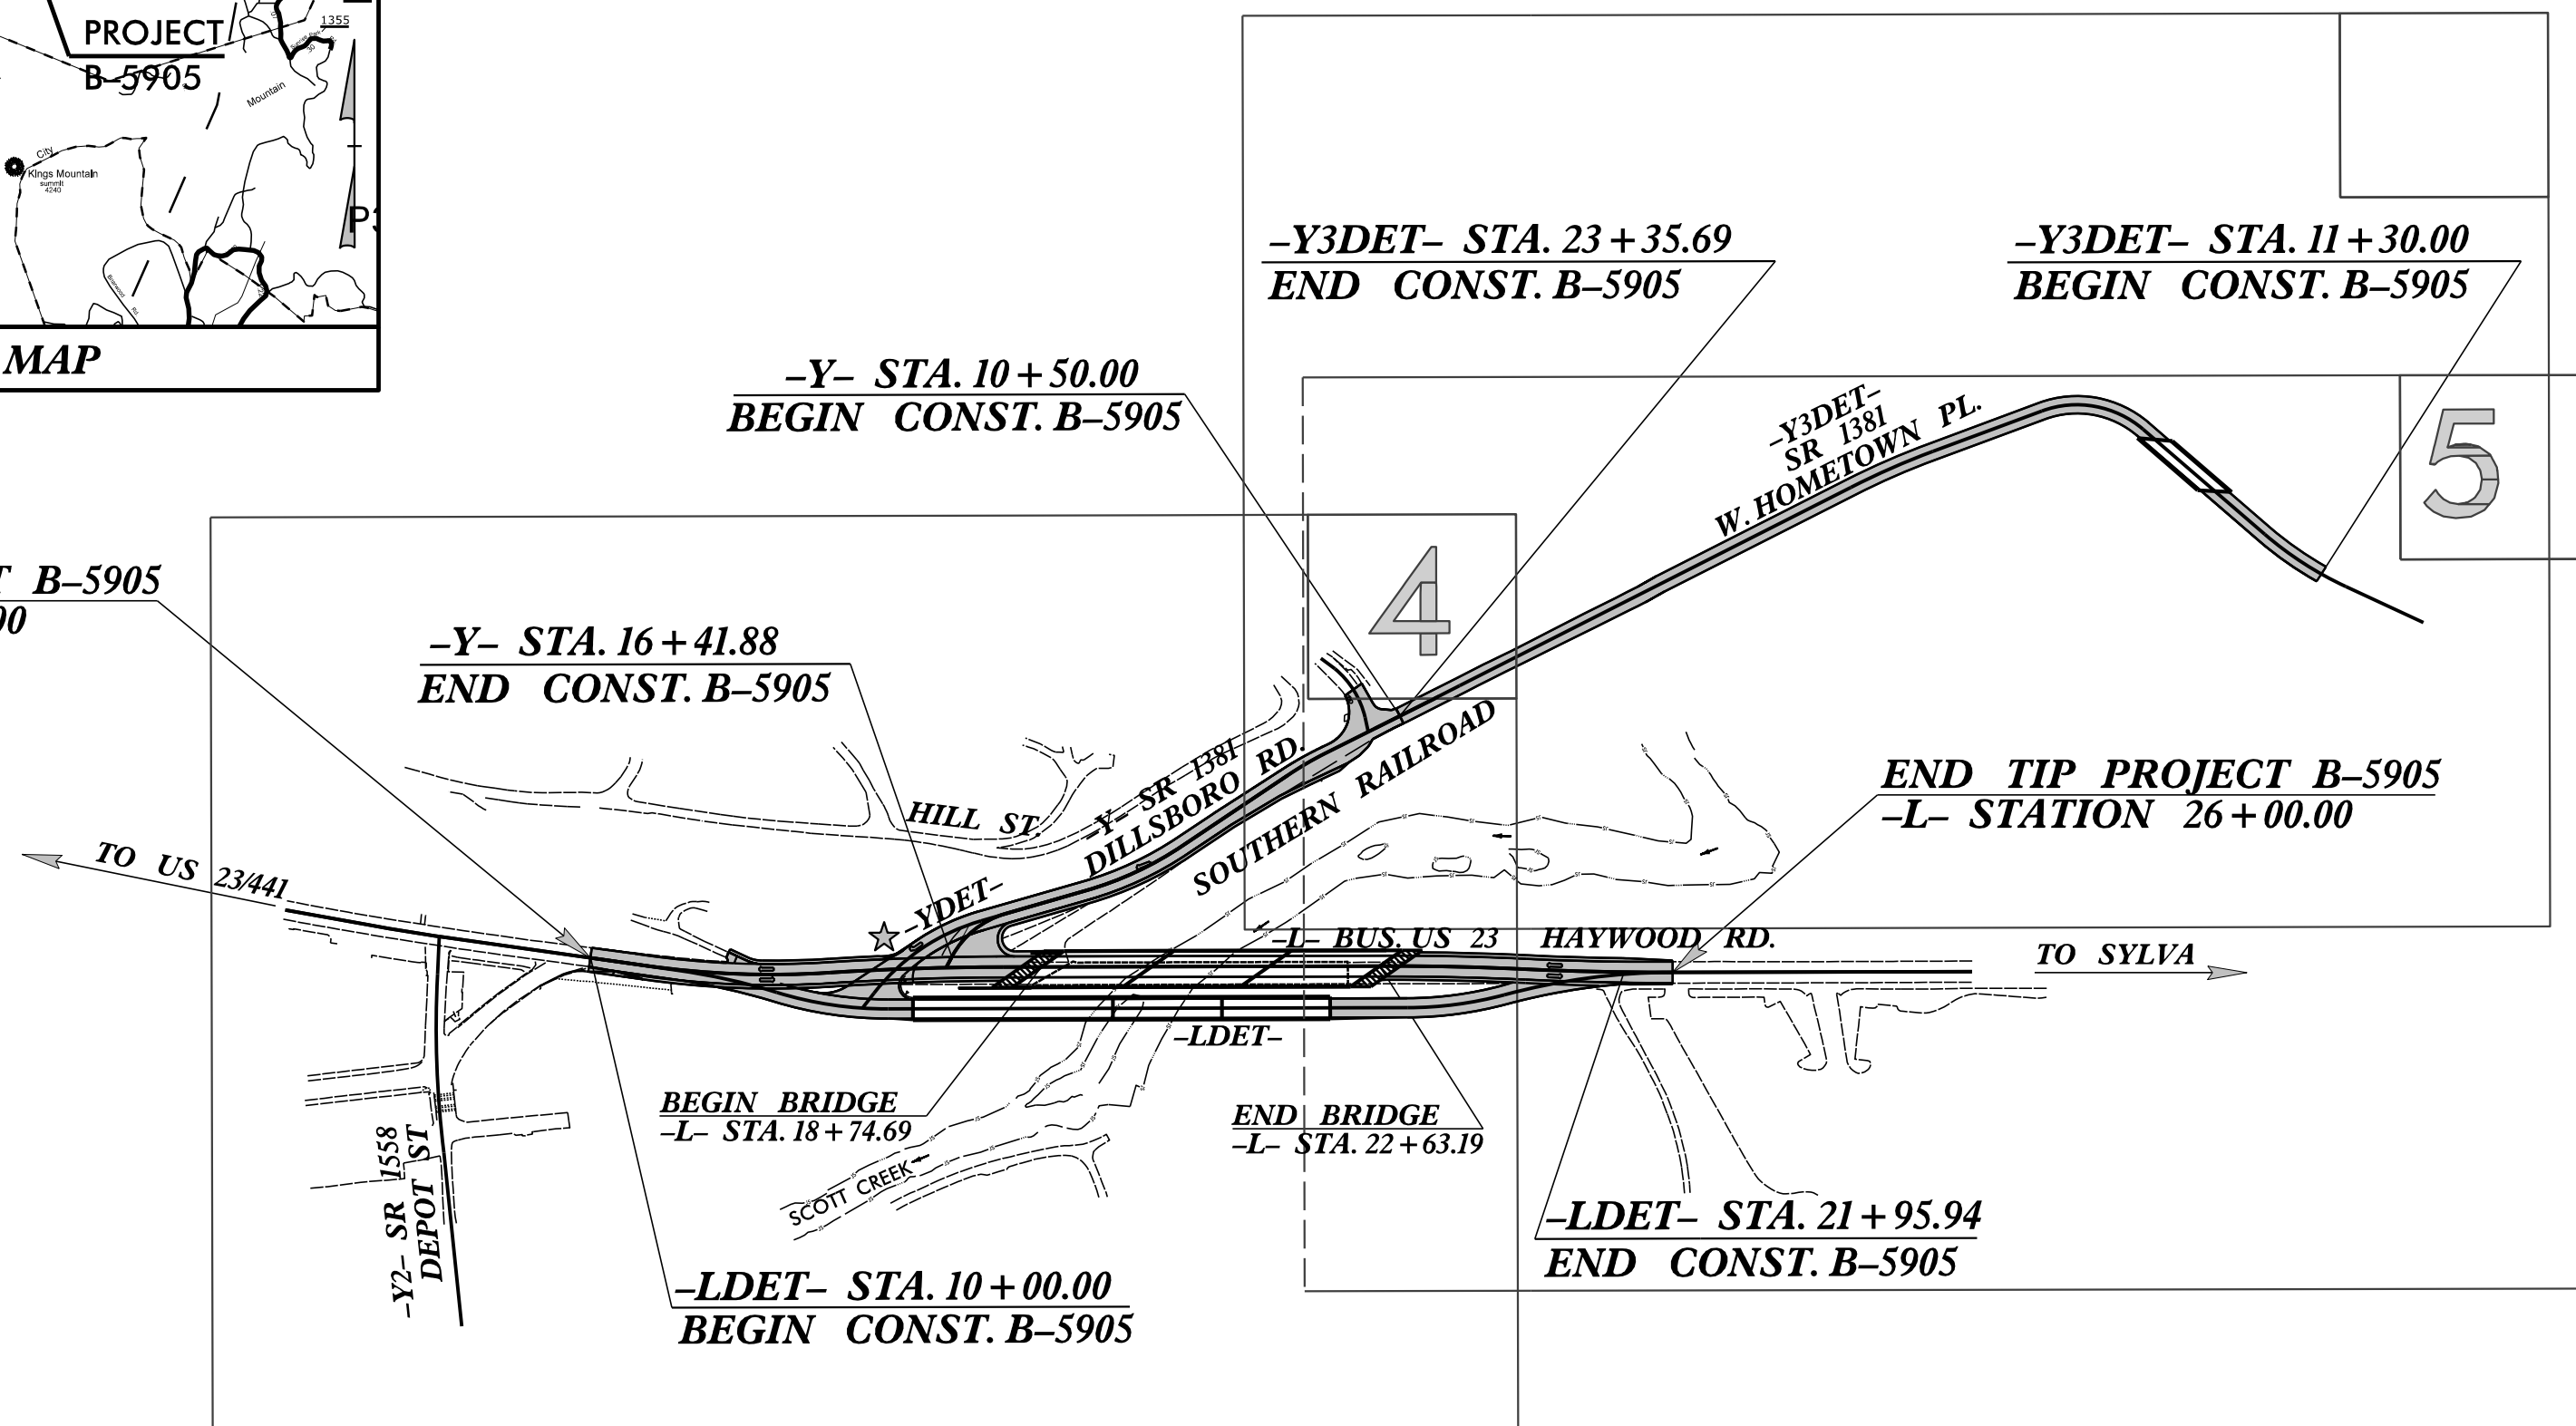 PROJECT
B–5905
1355
Mountain
City
Kings Mountain
summit
4240
MAP
–Y3DET– STA. 23+35.69
END CONST. B–5905
–Y3DET– STA. 11+30.00
BEGIN CONST. B–5905
–Y– STA. 10+50.00
BEGIN CONST. B–5905
–Y3DET–
SR 1381
W. HOMETOWN PL.
5
4
B–5905
–Y– STA. 16+41.88
END CONST. B–5905
–Y– SR 1381
DILLSBORO RD.
SOUTHERN RAILROAD
HILL ST.
END TIP PROJECT B–5905
–L– STATION 26+00.00
TO US 23/441
–YDET–
–L– BUS. US 23 HAYWOOD RD.
TO SYLVA
–LDET–
BEGIN BRIDGE
–L– STA. 18+74.69
END BRIDGE
–L– STA. 22+63.19
SCOTT CREEK
–Y2– SR 1558
DEPOT ST
–LDET– STA. 21+95.94
END CONST. B–5905
–LDET– STA. 10+00.00
BEGIN CONST. B–5905